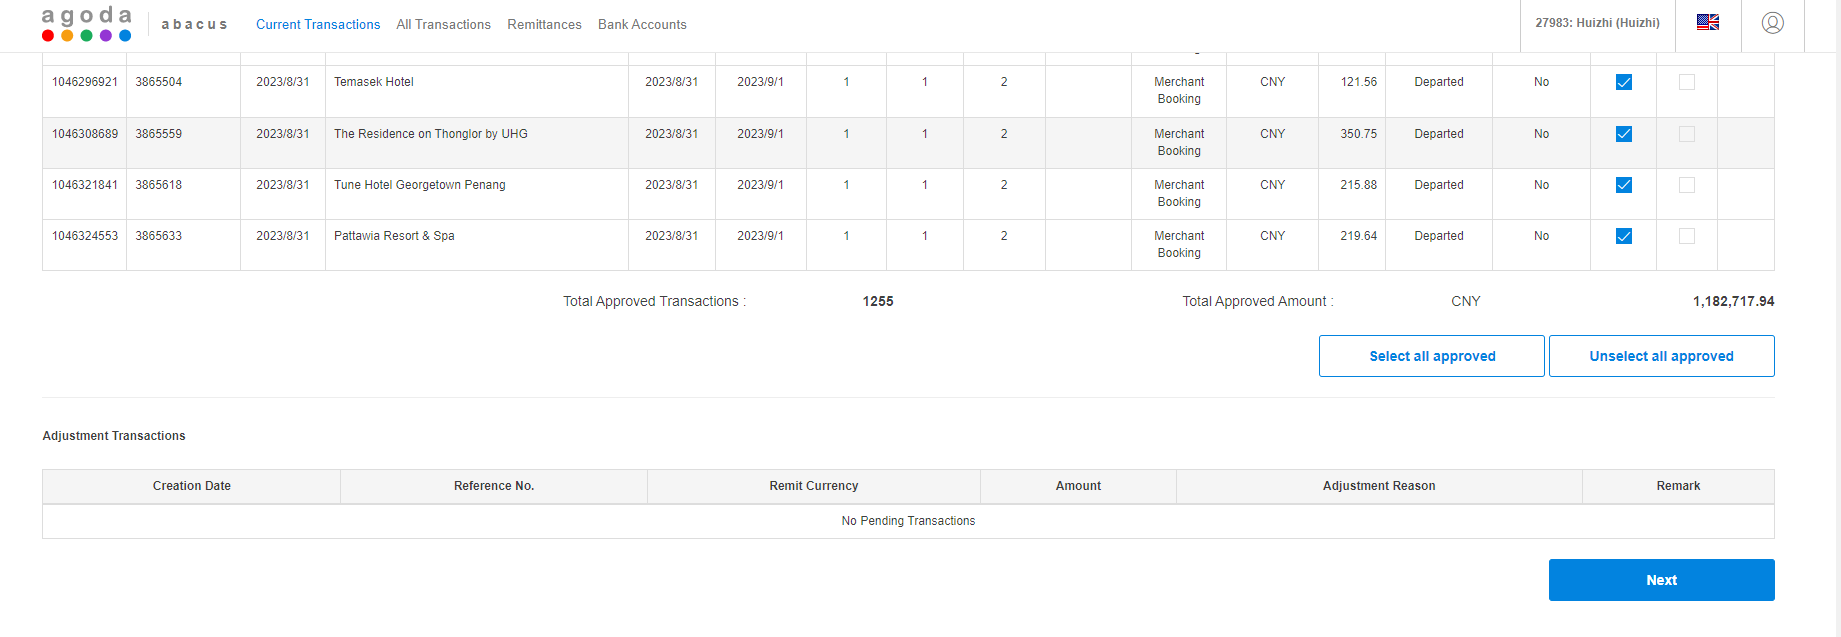 agoda abacus Current Transactions All Transactions Remittances Bank Accounts 27983: Huizhi (Huizhi)
1046296921 3865504 2023/8/31 Temasek Hotel 2023/8/31 2023/9/1 1 1 2 Merchant Booking CNY 121.56 Departed No
1046308689 3865559 2023/8/31 The Residence on Thonglor by UHG 2023/8/31 2023/9/1 1 1 2 Merchant Booking CNY 350.75 Departed No
1046321841 3865618 2023/8/31 Tune Hotel Georgetown Penang 2023/8/31 2023/9/1 1 1 2 Merchant Booking CNY 215.88 Departed No
1046324553 3865633 2023/8/31 Pattawia Resort & Spa 2023/8/31 2023/9/1 1 1 2 Merchant Booking CNY 219.64 Departed No
Total Approved Transactions : 1255 Total Approved Amount : CNY 1,182,717.94
Select all approved Unselect all approved
Adjustment Transactions
Creation Date Reference No. Remit Currency Amount Adjustment Reason Remark
No Pending Transactions
Next